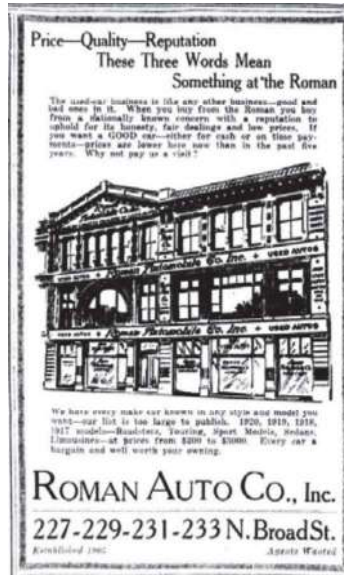 Price—Quality—Reputation
These Three Words Mean
Something at the Roman
The used-car business is like any other business—good and
bad ones in it. When you buy from the Roman you buy
from a nationally known concern with a reputation to
uphold for its honesty, fair dealings and low prices. If
you want a GOOD car—either for cash or on time pay-
ments—prices are lower here now than in the past five
years. Why not pay us a visit?
USED AUTOS + Roman Automobile Co. Inc. + USED AUTOS
USED AUTOS + Roman Automobile Co. Inc. + USED AUTOS
We have every make car known in any style and model you
want—our list is too large to publish. 1920, 1919, 1918,
1917 models—Roadsters, Touring, Sport Models, Sedans,
Limousines—at prices from $200 to $3000. Every car a
bargain and well worth your owning.
ROMAN AUTO CO., Inc.
227-229-231-233 N. Broad St.
Established Agents Wanted